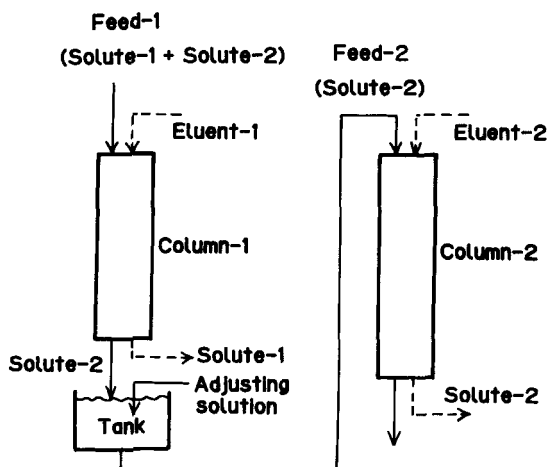 Feed-1
(Solute-1 + Solute-2)
Eluent-1
Column-1
Solute-2
Solute-1
Adjusting
solution
Tank
Feed-2
(Solute-2)
Eluent-2
Column-2
Solute-2